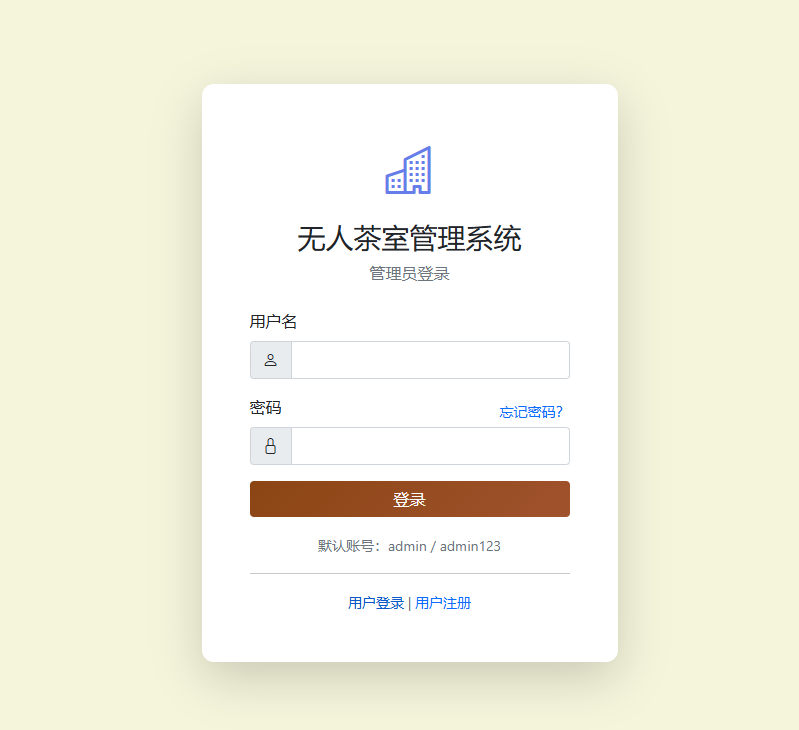 无人茶室管理系统
管理员登录
用户名
密码 忘记密码?
登录
默认账号：admin / admin123
用户登录 | 用户注册